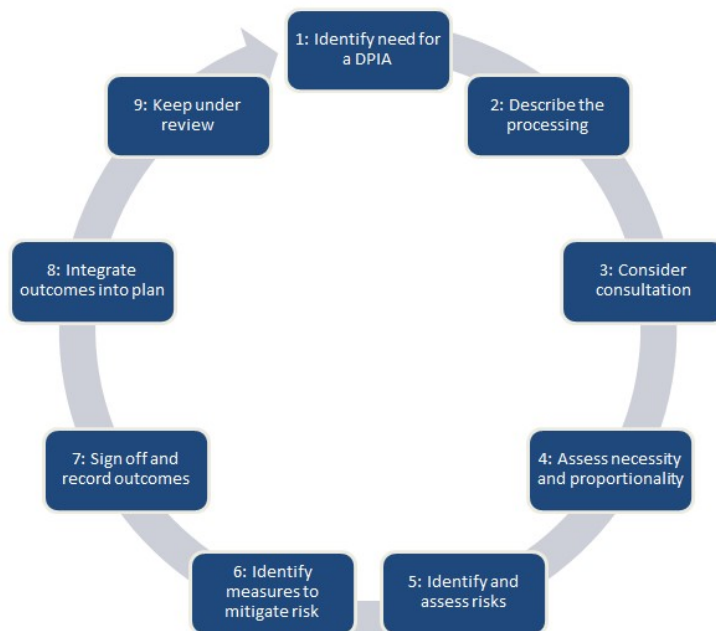 1: Identify need for
a DPIA
2: Describe the
processing
3: Consider
consultation
4: Assess necessity
and proportionality
5: Identify and
assess risks
6: Identify
measures to
mitigate risk
7: Sign off and
record outcomes
8: Integrate
outcomes into plan
9: Keep under
review